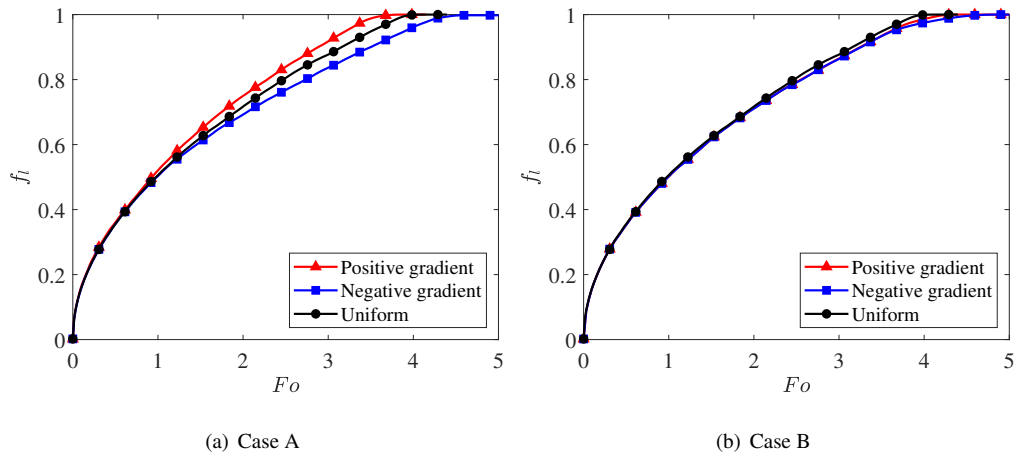 1
0.8
0.6
0.4
0.2
0
f_l
0 1 2 3 4 5
Fo
Positive gradient
Negative gradient
Uniform
(a) Case A
1
0.8
0.6
0.4
0.2
0
f_l
0 1 2 3 4 5
Fo
Positive gradient
Negative gradient
Uniform
(b) Case B